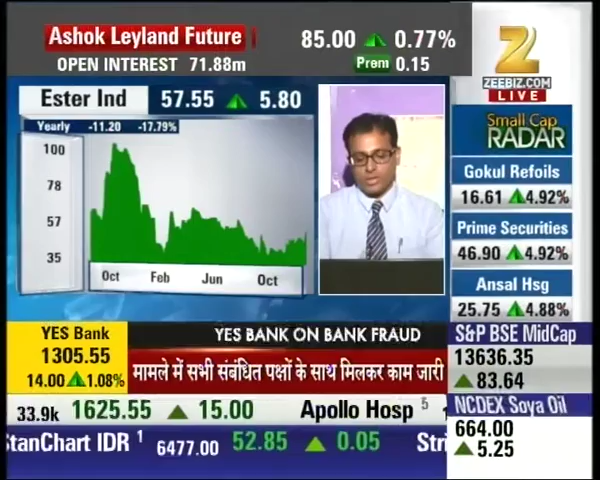 Ashok Leyland Future
85.00 0.77%
OPEN INTEREST 71.88m
Prem 0.15
ZEEBIZ.COM
LIVE
Ester Ind 57.55 5.80
Yearly -11.20 -17.79%
100
78
57
35
Oct Feb Jun Oct
Small Cap
RADAR
Gokul Refoils
16.61 4.92%
Prime Securities
46.90 4.92%
Ansal Hsg
25.75 4.88%
S&P BSE MidCap
13636.35
83.64
NCDEX Soya Oil
664.00
5.25
YES Bank
1305.55
14.00 1.08%
YES BANK ON BANK FRAUD
मामले में सभी संबंधित पक्षों के साथ मिलकर काम जारी
33.9k 1625.55 15.00 Apollo Hosp 5
StanChart IDR 1 6477.00 52.85 0.05 Stri